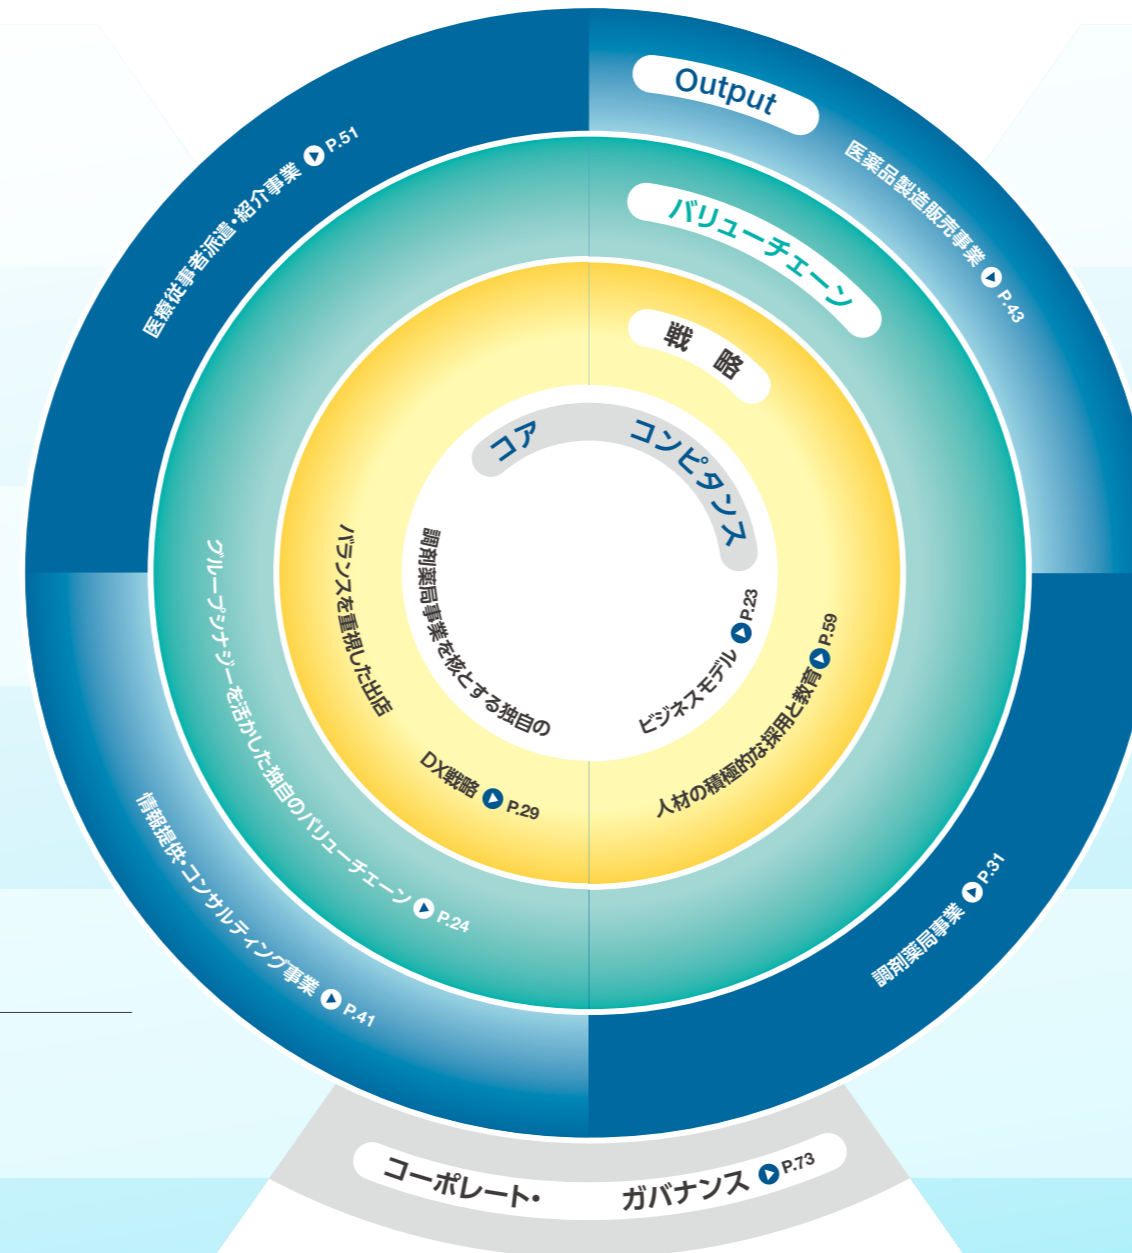 Output
医薬品製造販売事業 P.43
医療従事者派遣・紹介事業 P.51
情報提供・コンサルティング事業 P.41
調剤薬局事業 P.31
バリューチェーン
グループシナジーを活かした独自のバリューチェーン P.24
戦 略
バランスを重視した出店
DX戦略 P.29
人材の積極的な採用と教育 P.59
コア コンピタンス
調剤薬局事業を核とする独自の
ビジネスモデル P.23
コーポレート・ ガバナンス P.73